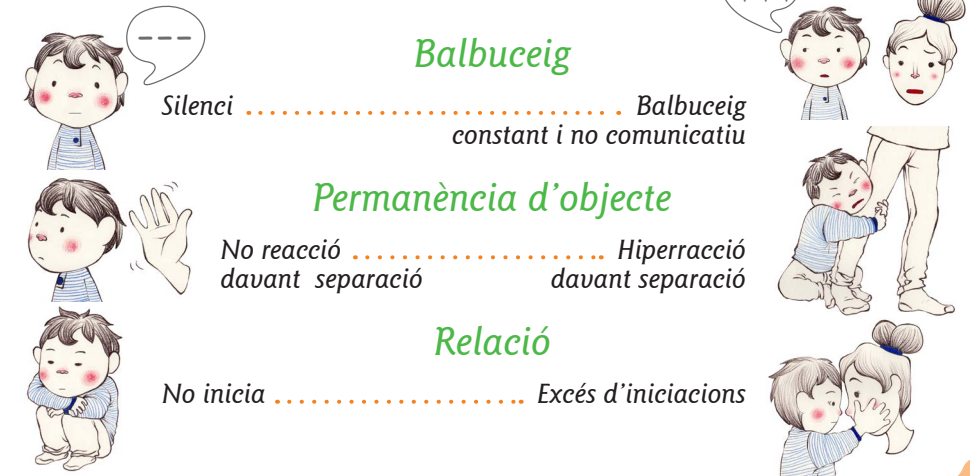 Balbuceig
Silenci .............................. Balbuceig
constant i no comunicatiu
Permanència d'objecte
No reacció ...................... Hiperracció
davant separació davant separació
Relació
No inicia ..................... Excés d'iniciacions